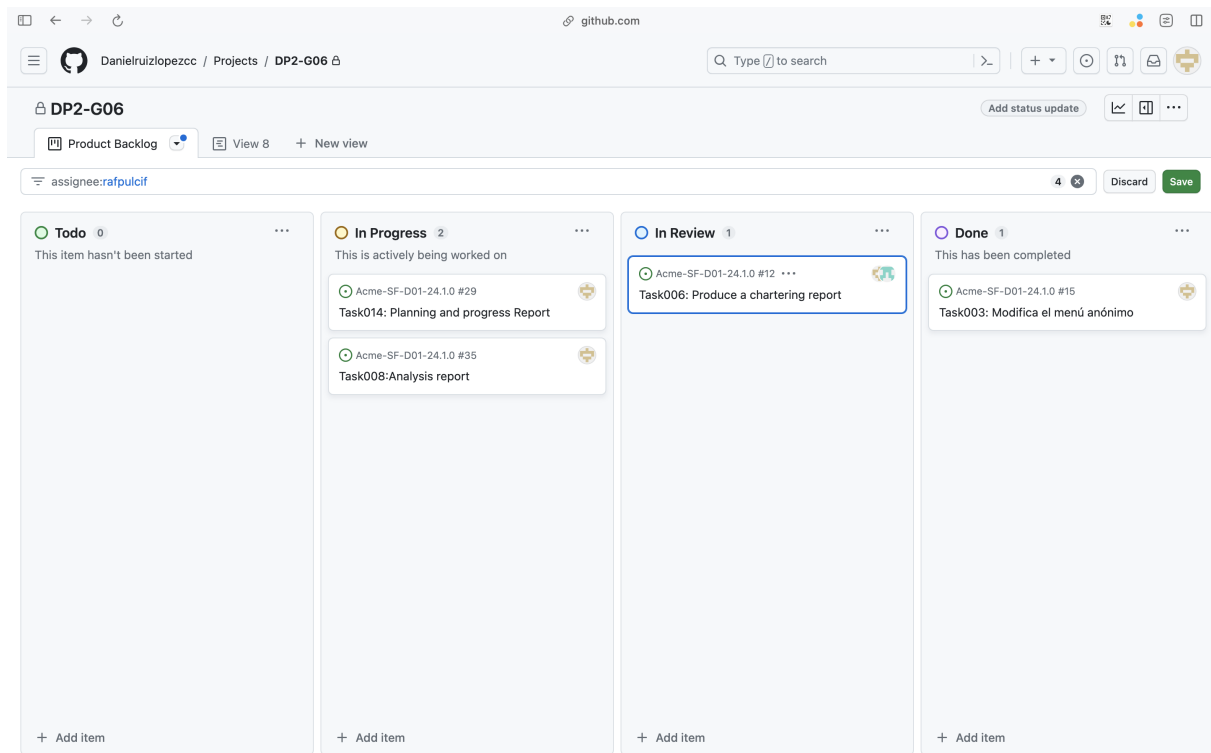 github.com
Danielruizlopezcc / Projects / DP2-G06
Type / to search
DP2-G06
Add status update
Product Backlog
View 8
New view
assignee:rafpulcif
4
Discard
Save
Todo 0
This item hasn't been started
In Progress 2
This is actively being worked on
Acme-SF-D01-24.1.0 #29
Task014: Planning and progress Report
Acme-SF-D01-24.1.0 #35
Task008:Analysis report
In Review 1
Acme-SF-D01-24.1.0 #12
Task006: Produce a chartering report
Done 1
This has been completed
Acme-SF-D01-24.1.0 #15
Task003: Modifica el menú anónimo
+ Add item
+ Add item
+ Add item
+ Add item